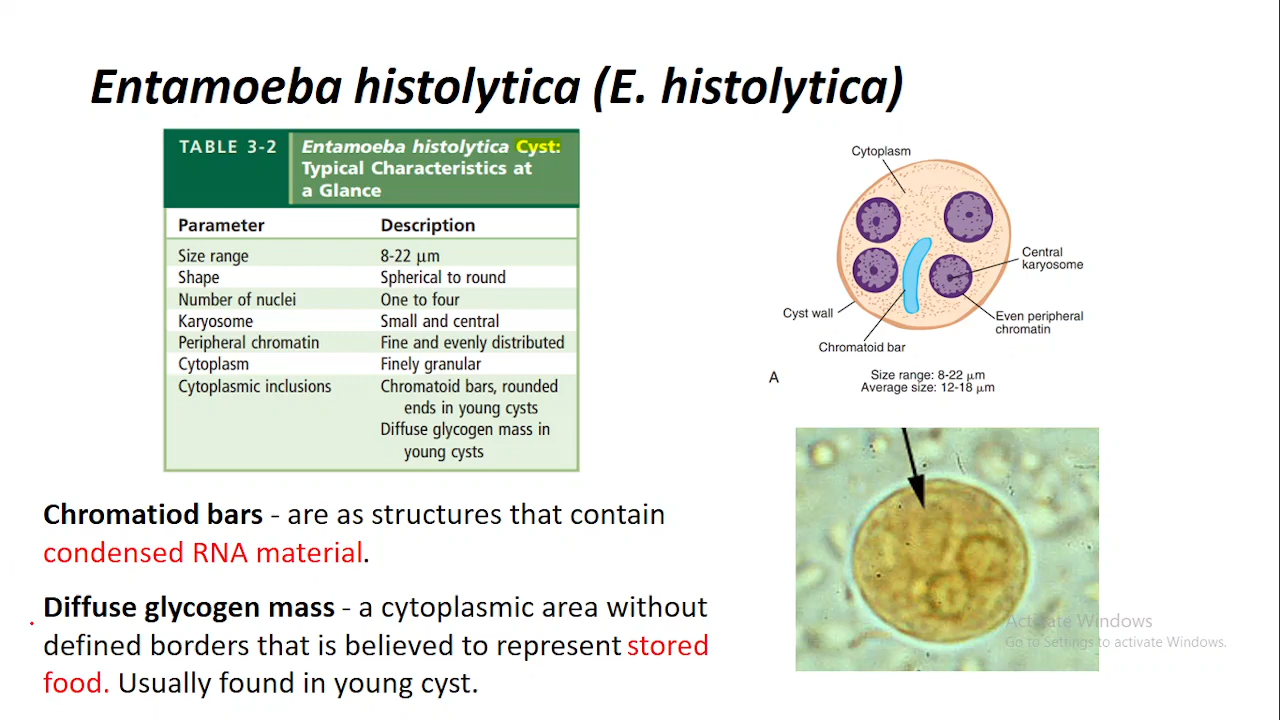 Entamoeba histolytica (E. histolytica)
TABLE 3-2
Entamoeba histolytica Cyst:
Typical Characteristics at
a Glance
Parameter Description
Size range 8-22 μm
Shape Spherical to round
Number of nuclei One to four
Karyosome Small and central
Peripheral chromatin Fine and evenly distributed
Cytoplasm Finely granular
Cytoplasmic inclusions Chromatoid bars, rounded
ends in young cysts
Diffuse glycogen mass in
young cysts
Cytoplasm
Central
karyosome
Cyst wall
Even peripheral
chromatin
Chromatoid bar
A
Size range: 8-22 μm
Average size: 12-18 μm
Chromatiod bars - are as structures that contain
condensed RNA material.
Diffuse glycogen mass - a cytoplasmic area without
defined borders that is believed to represent stored
food. Usually found in young cyst.
Activate Windows
Go to Settings to activate Windows.